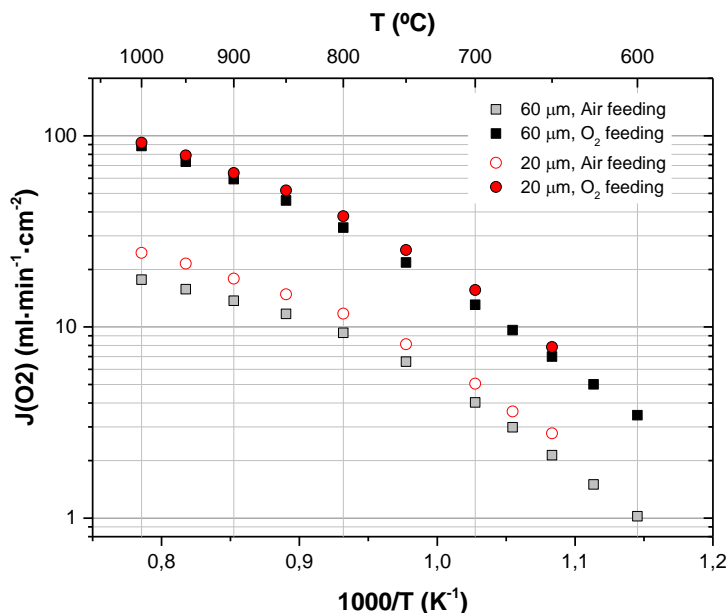 T (ºC)
1000 900 800 700 600
60 μm, Air feeding
60 μm, O₂ feeding
20 μm, Air feeding
20 μm, O₂ feeding
100
10
1
J(O2) (ml·min⁻¹·cm⁻²)
0,8 0,9 1,0 1,1 1,2
1000/T (K⁻¹)